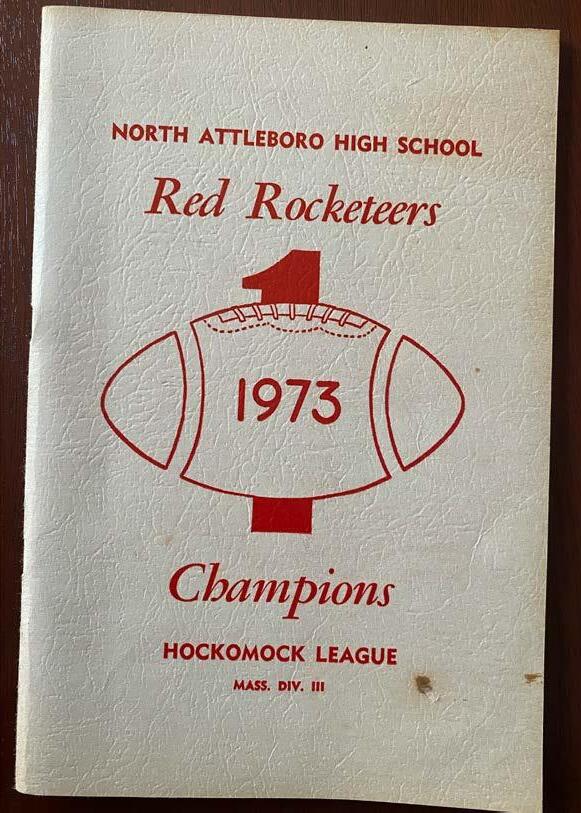 NORTH ATTLEBORO HIGH SCHOOL
Red Rocketeers
1
1973
Champions
HOCKOMOCK LEAGUE
MASS. DIV. III